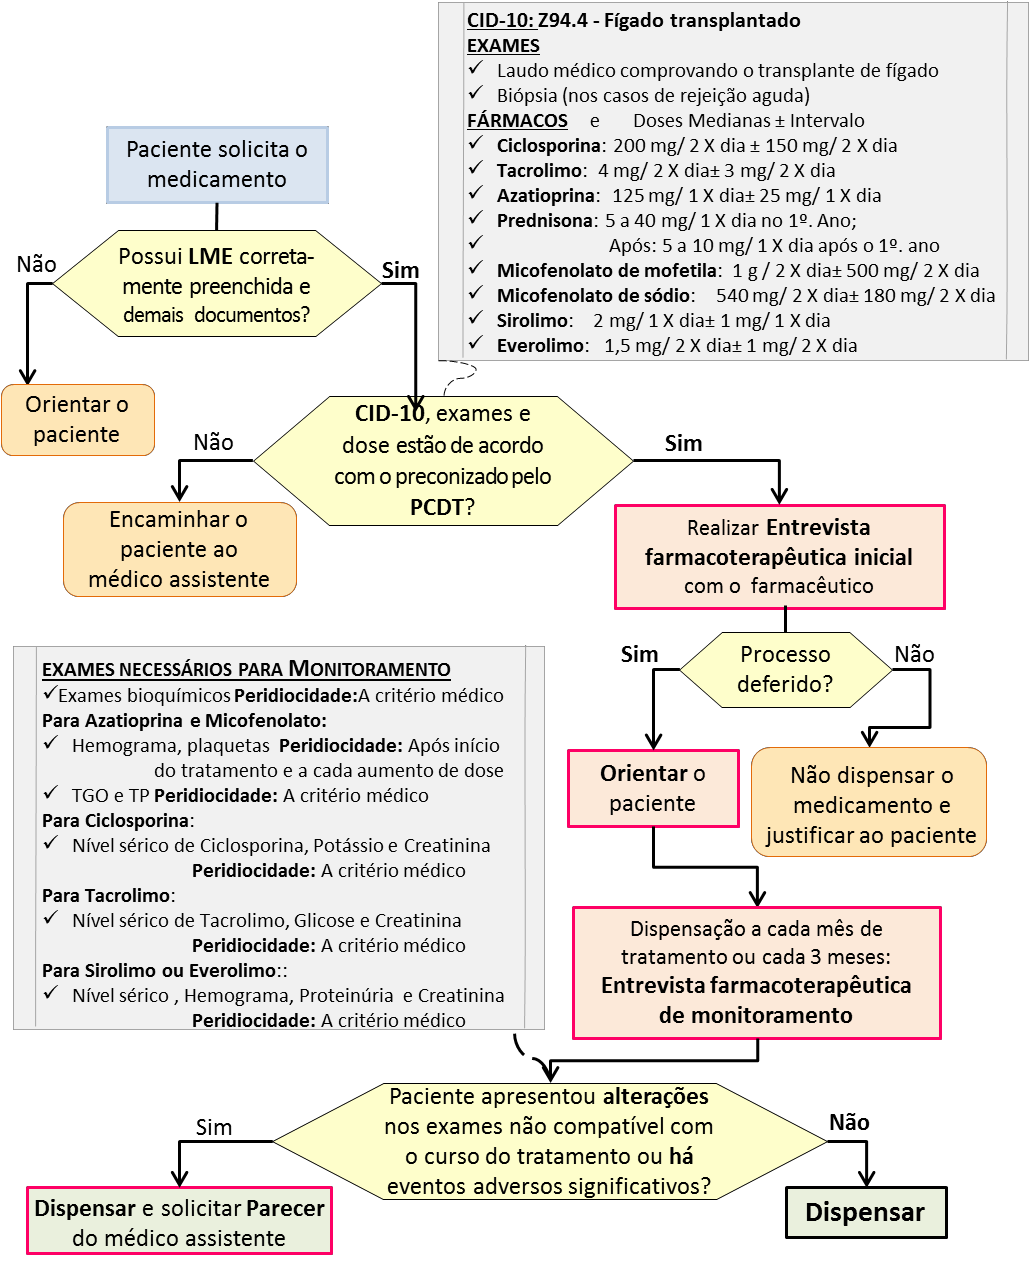 CID-10: Z94.4 - Fígado transplantado
EXAMES
✓ Laudo médico comprovando o transplante de fígado
✓ Biópsia (nos casos de rejeição aguda)
FÁRMACOS e Doses Medianas ± Intervalo
✓ Ciclosporina: 200 mg/ 2 X dia ± 150 mg/ 2 X dia
✓ Tacrolimo: 4 mg/ 2 X dia± 3 mg/ 2 X dia
✓ Azatioprina: 125 mg/ 1 X dia± 25 mg/ 1 X dia
✓ Prednisona: 5 a 40 mg/ 1 X dia no 1º. Ano;
✓ Após: 5 a 10 mg/ 1 X dia após o 1º. ano
✓ Micofenolato de mofetila: 1 g / 2 X dia± 500 mg/ 2 X dia
✓ Micofenolato de sódio: 540 mg/ 2 X dia± 180 mg/ 2 X dia
✓ Sirolimo: 2 mg/ 1 X dia± 1 mg/ 1 X dia
✓ Everolimo: 1,5 mg/ 2 X dia± 1 mg/ 2 X dia
Paciente solicita o
medicamento
Possui LME correta-
mente preenchida e
demais documentos?
Não
Sim
Orientar o
paciente
CID-10, exames e
dose estão de acordo
com o preconizado pelo
PCDT?
Não
Sim
Encaminhar o
paciente ao
médico assistente
Realizar Entrevista
farmacoterapêutica inicial
com o farmacêutico
Processo
deferido?
Sim
Não
Orientar o
paciente
Não dispensar o
medicamento e
justificar ao paciente
EXAMES NECESSÁRIOS PARA MONITORAMENTO
✓Exames bioquímicos Peridiocidade:A critério médico
Para Azatioprina e Micofenolato:
✓ Hemograma, plaquetas Peridiocidade: Após início
do tratamento e a cada aumento de dose
✓ TGO e TP Peridiocidade: A critério médico
Para Ciclosporina:
✓ Nível sérico de Ciclosporina, Potássio e Creatinina
Peridiocidade: A critério médico
Para Tacrolimo:
✓ Nível sérico de Tacrolimo, Glicose e Creatinina
Peridiocidade: A critério médico
Para Sirolimo ou Everolimo::
✓ Nível sérico , Hemograma, Proteinúria e Creatinina
Peridiocidade: A critério médico
Dispensação a cada mês de
tratamento ou cada 3 meses:
Entrevista farmacoterapêutica
de monitoramento
Paciente apresentou alterações
nos exames não compatível com
o curso do tratamento ou há
eventos adversos significativos?
Sim
Não
Dispensar e solicitar Parecer
do médico assistente
Dispensar